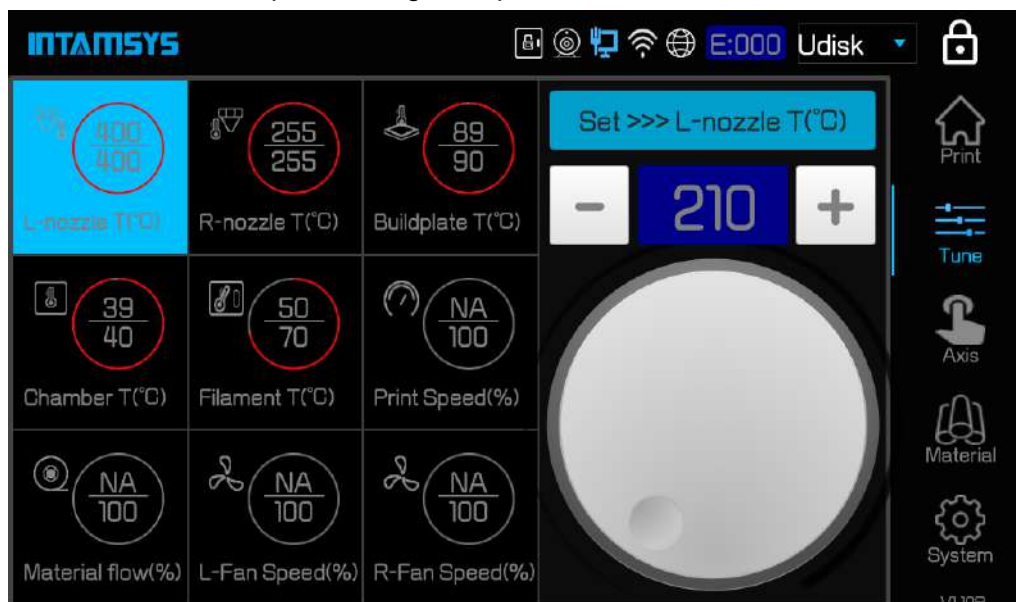 INTAMSYS
E:000 Udisk
400
400
L-nozzle T(℃)
255
255
R-nozzle T(℃)
89
90
Buildplate T(℃)
Set >>> L-nozzle T(℃)
- 210 +
39
40
Chamber T(℃)
50
70
Filament T(℃)
NA
100
Print Speed(%)
NA
100
Material flow(%)
NA
100
L-Fan Speed(%)
NA
100
R-Fan Speed(%)
Print
Tune
Axis
Material
System